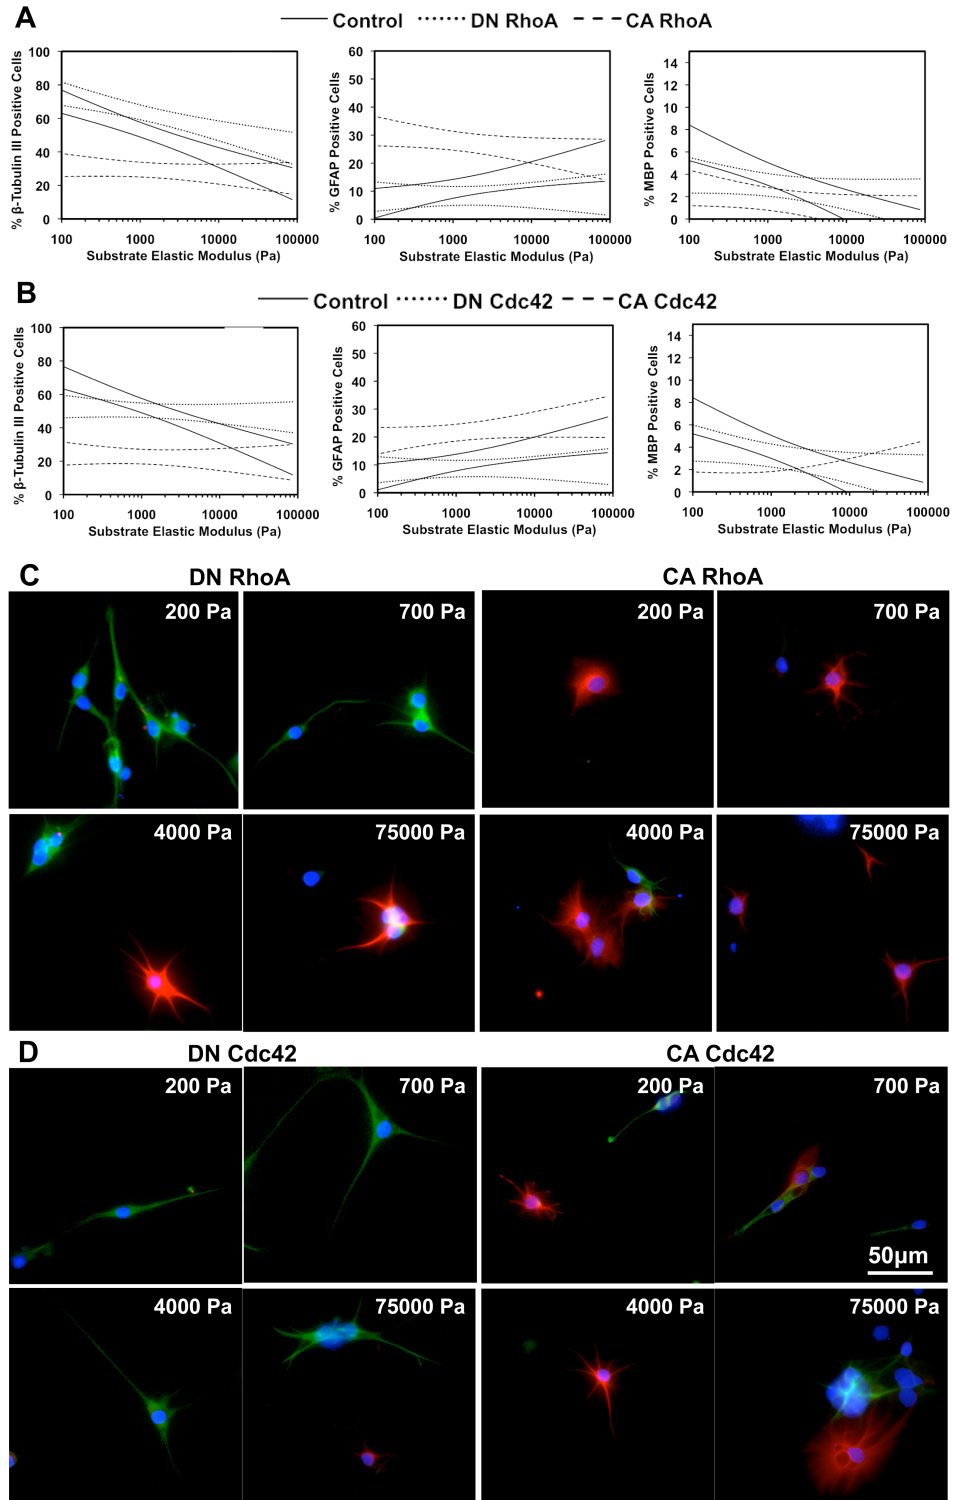 A
Control DN RhoA CA RhoA
% β-Tubulin III Positive Cells
100
80
60
40
20
0
100 1000 10000 100000
Substrate Elastic Modulus (Pa)
% GFAP Positive Cells
60
50
40
30
20
10
0
100 1000 10000 100000
Substrate Elastic Modulus (Pa)
% MBP Positive Cells
14
12
10
8
6
4
2
0
100 1000 10000 100000
Substrate Elastic Modulus (Pa)
B
Control DN Cdc42 CA Cdc42
% β-Tubulin III Positive Cells
100
80
60
40
20
0
100 1000 10000 100000
Substrate Elastic Modulus (Pa)
% GFAP Positive Cells
60
50
40
30
20
10
0
100 1000 10000 100000
Substrate Elastic Modulus (Pa)
% MBP Positive Cells
14
12
10
8
6
4
2
0
100 1000 10000 100000
Substrate Elastic Modulus (Pa)
C
DN RhoA CA RhoA
200 Pa 700 Pa 200 Pa 700 Pa
4000 Pa 75000 Pa 4000 Pa 75000 Pa
D
DN Cdc42 CA Cdc42
200 Pa 700 Pa 200 Pa 700 Pa
50μm
4000 Pa 75000 Pa 4000 Pa 75000 Pa